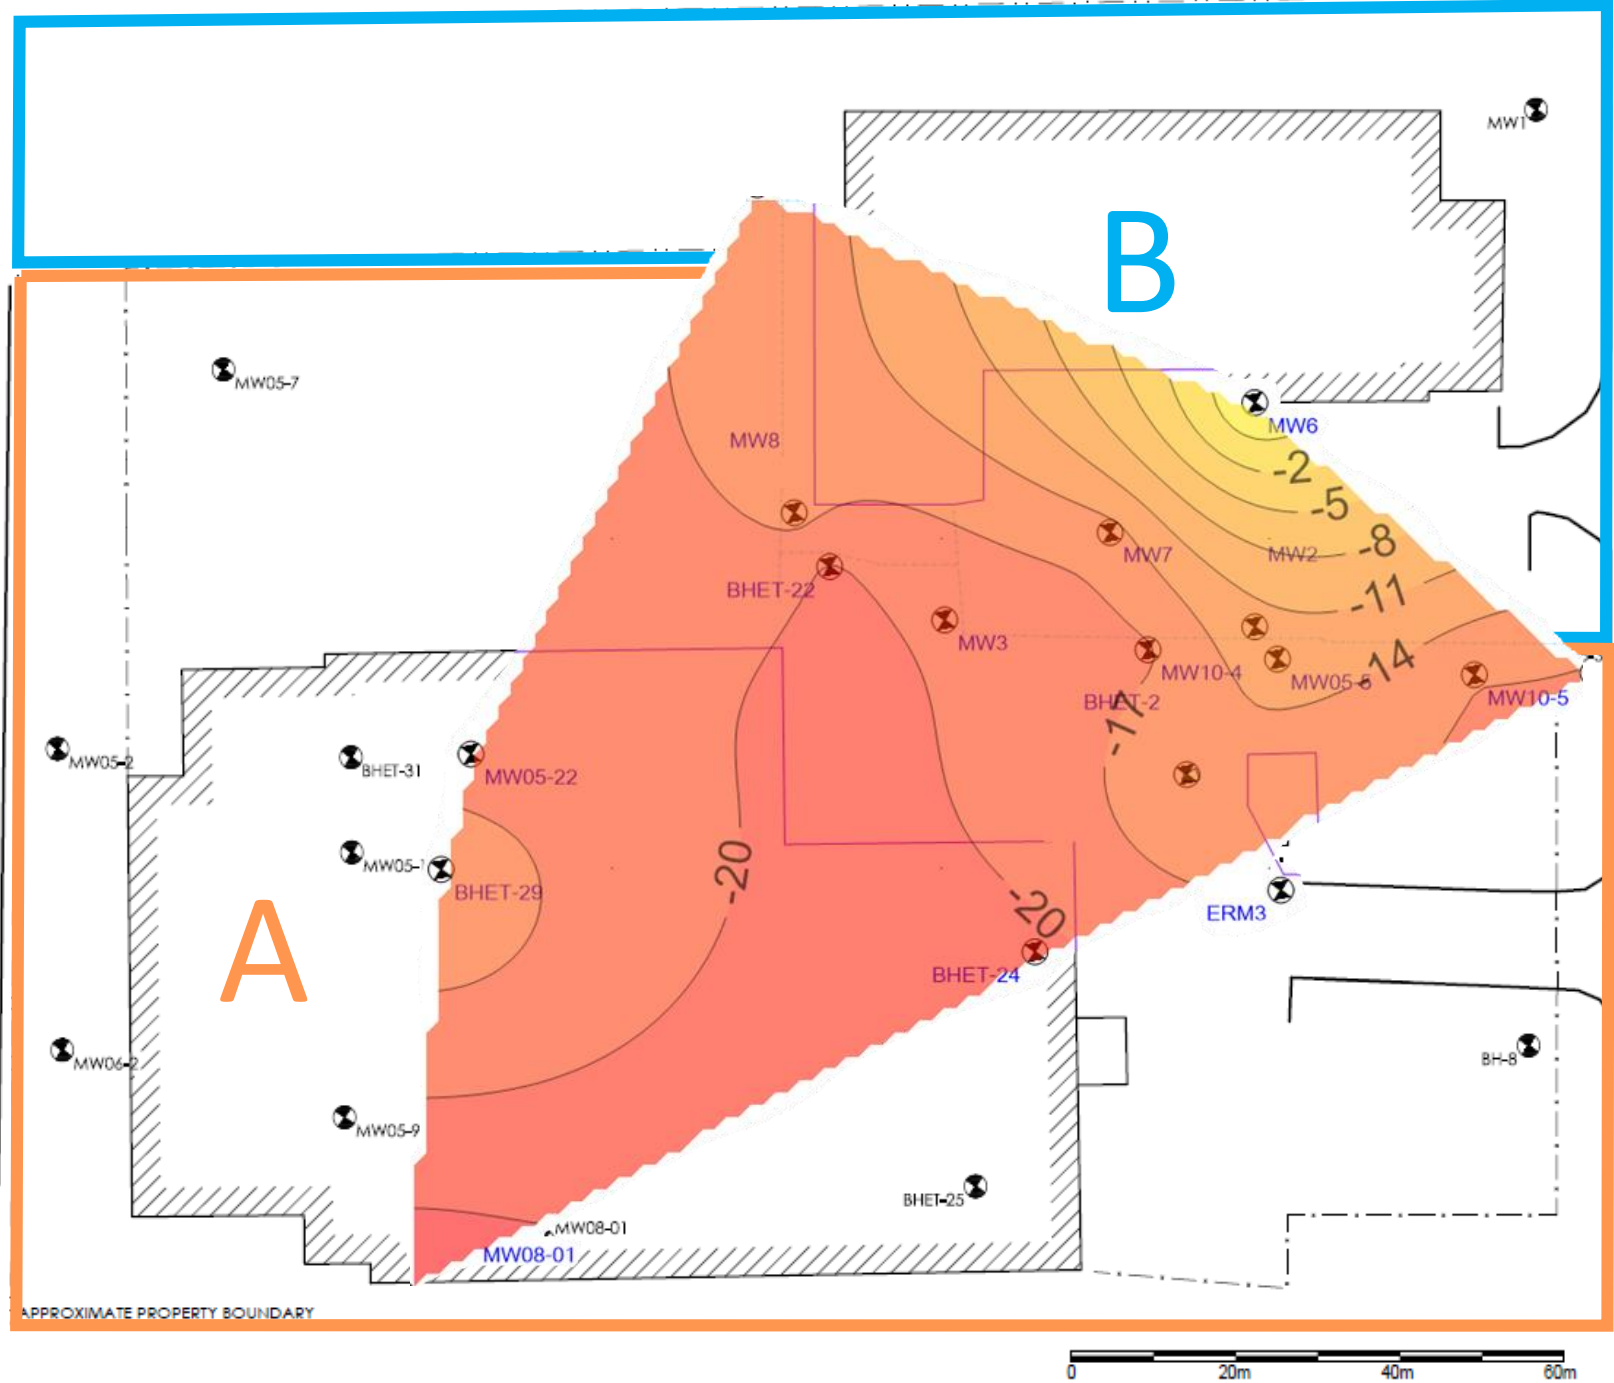 MW1
B
MW05-7
MW6
MW8
-2
-5
MW7
MW2
-8
BHET-22
-11
MW3
MW10-4
MW05-5
-14
BHET-2
MW10-5
-17
MW05-2
BHET-31
MW05-22
MW05-1
-20
BHET-29
-20
ERM3
A
BHET-24
MW06-2
BH-8
MW05-9
BHET-25
MW08-01
MW08-01
APPROXIMATE PROPERTY BOUNDARY
0 20m 40m 60m